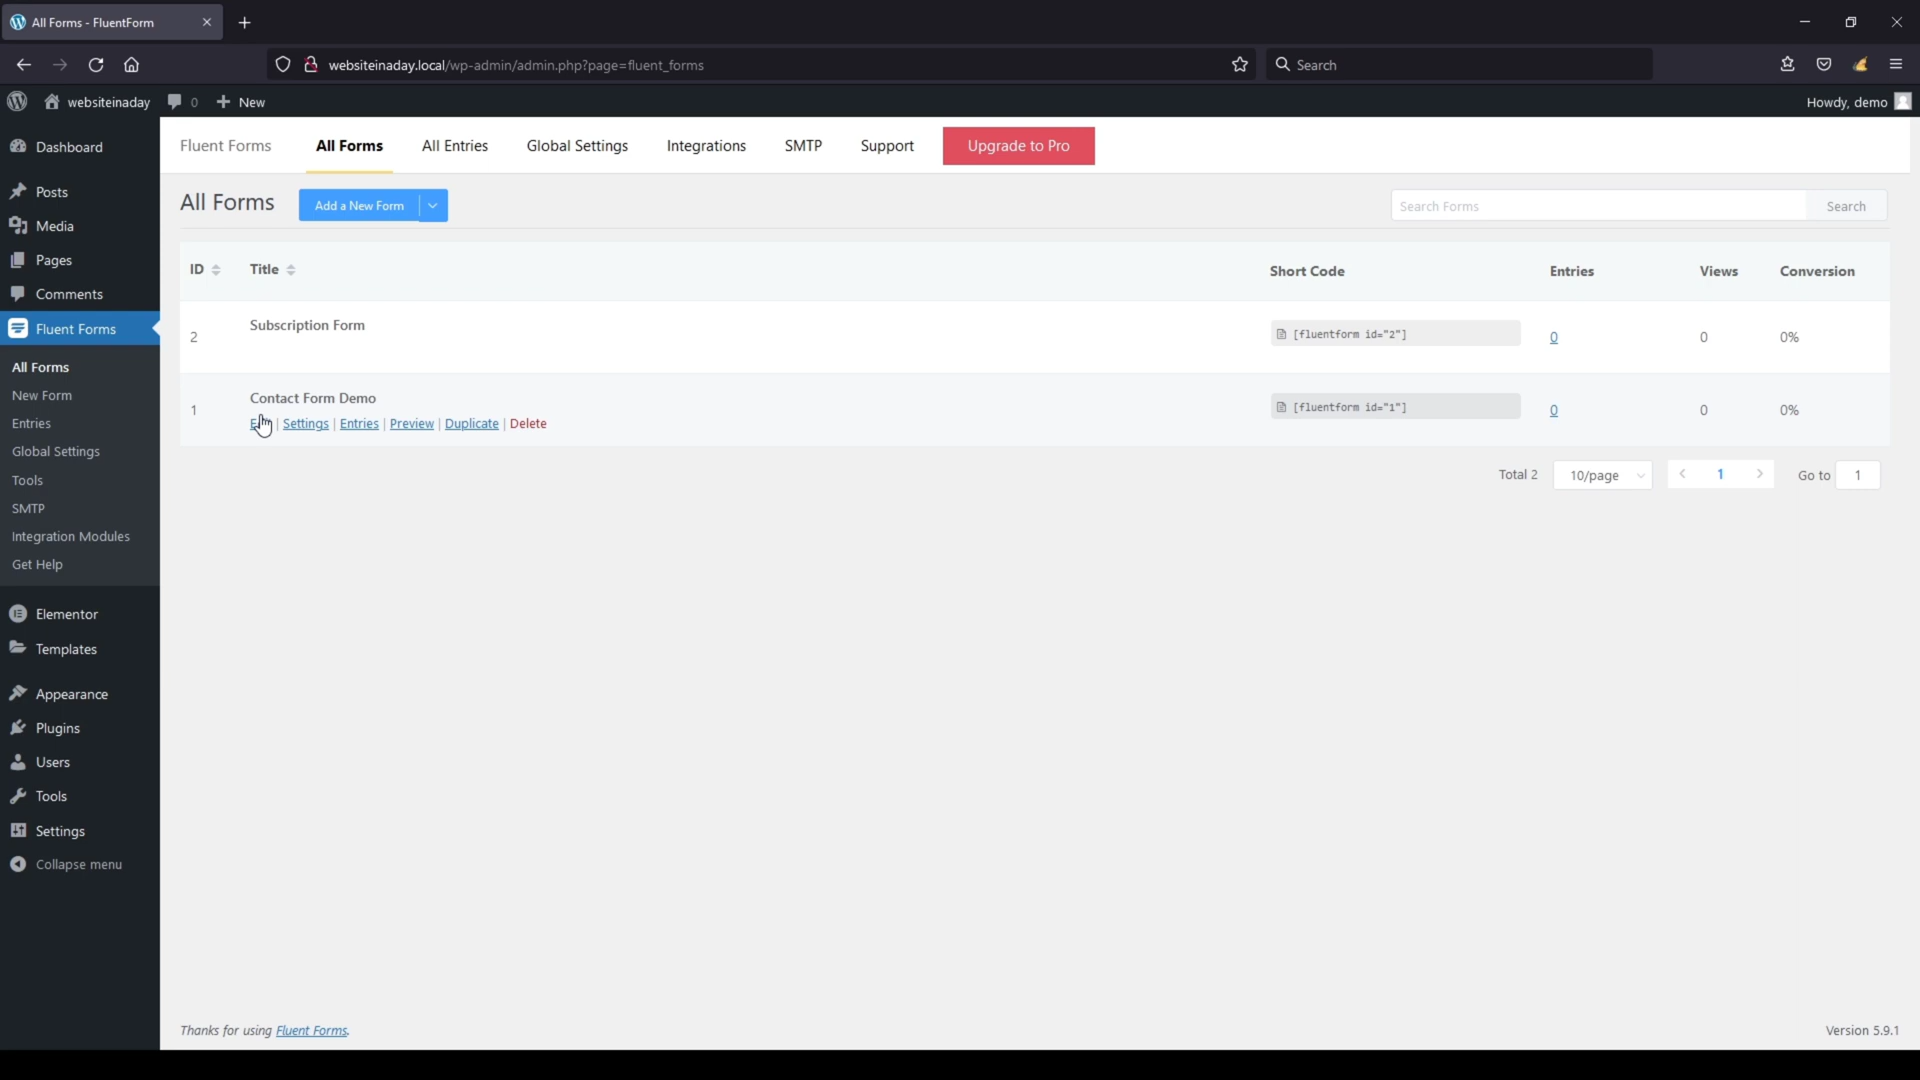 All Forms - FluentForm
websiteinaday.local/wp-admin/admin.php?page=fluent_forms
Search
websiteinaday 0 New
Howdy, demo
Dashboard
Posts
Media
Pages
Comments
Fluent Forms
All Forms
New Form
Entries
Global Settings
Tools
SMTP
Integration Modules
Get Help
Elementor
Templates
Appearance
Plugins
Users
Tools
Settings
Collapse menu
Fluent Forms All Forms All Entries Global Settings Integrations SMTP Support Upgrade to Pro
All Forms Add a New Form Search Forms Search
ID Title Short Code Entries Views Conversion
2 Subscription Form [fluentform id="2"] 0 0 0%
1 Contact Form Demo [fluentform id="1"] 0 0 0%
| Settings | Entries | Preview | Duplicate | Delete
Total 2 10/page 1 Go to 1
Thanks for using Fluent Forms.
Version 5.9.1